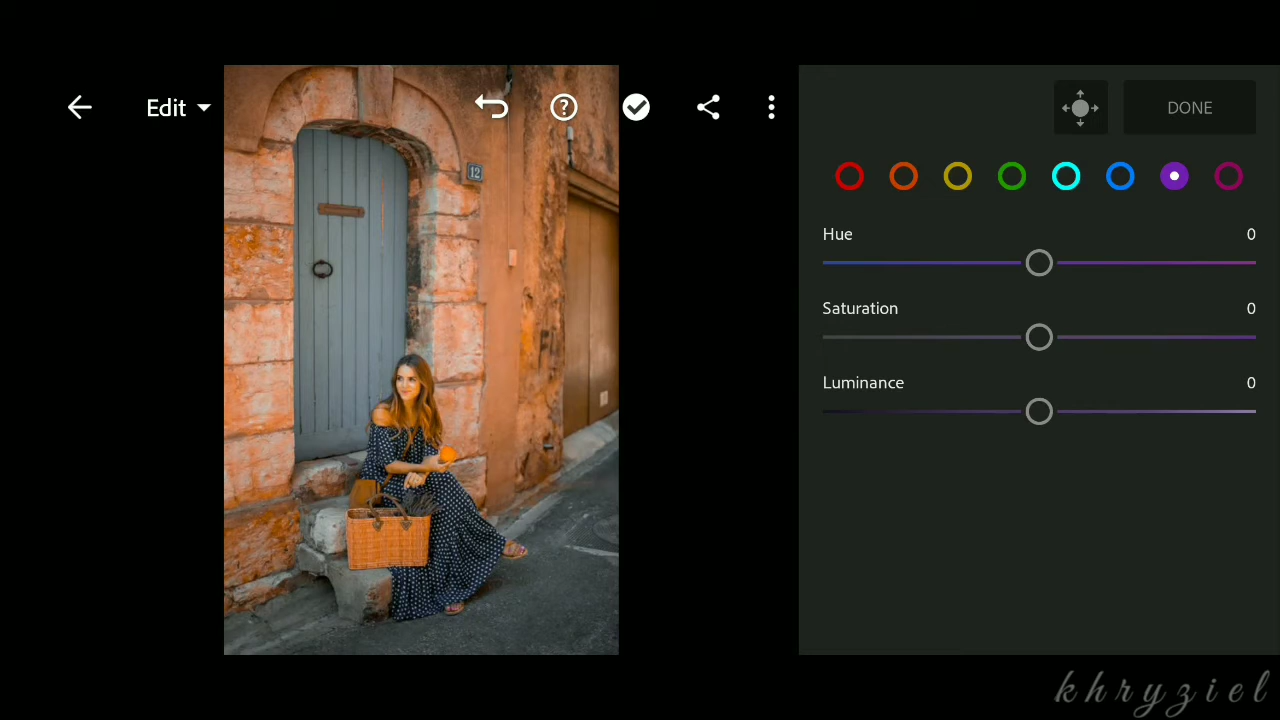 Edit
DONE
12
Hue 0
Saturation 0
Luminance 0
khryziel